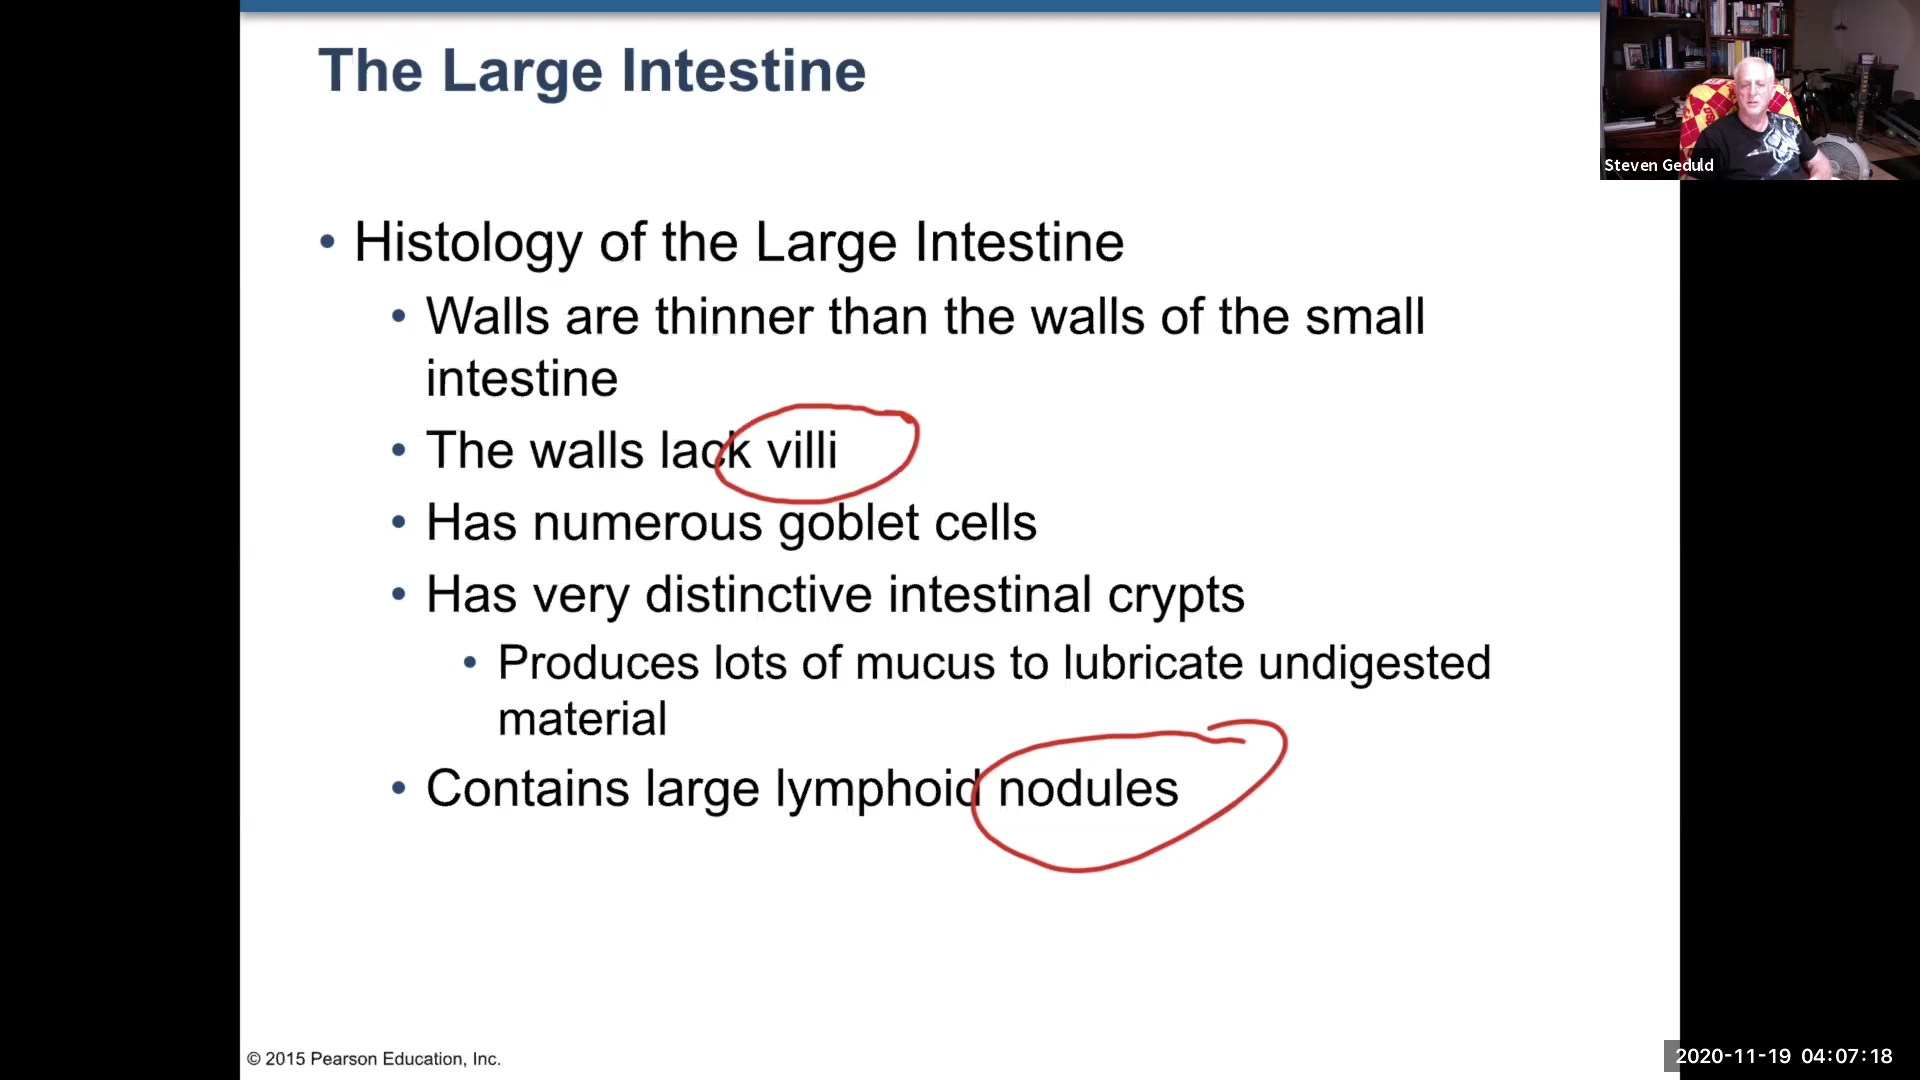 The Large Intestine
Steven Geduld
• Histology of the Large Intestine
• Walls are thinner than the walls of the small
intestine
• The walls lack villi
• Has numerous goblet cells
• Has very distinctive intestinal crypts
• Produces lots of mucus to lubricate undigested
material
• Contains large lymphoid nodules
© 2015 Pearson Education, Inc.
2020-11-19 04:07:18